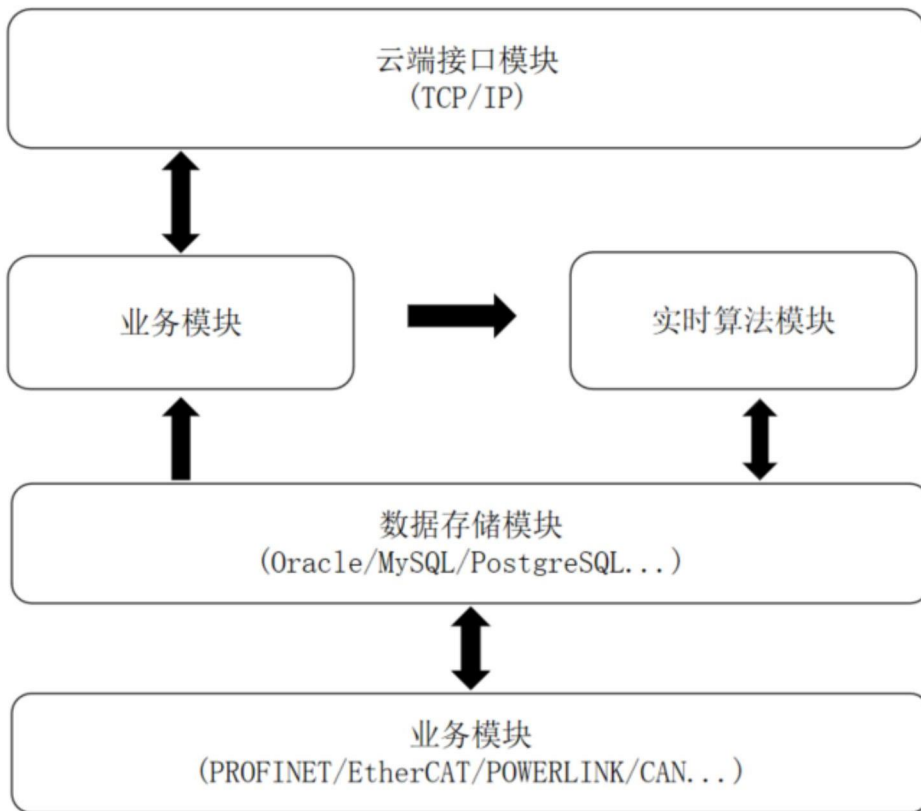 云端接口模块
(TCP/IP)
业务模块
实时算法模块
数据存储模块
(Oracle/MySQL/PostgreSQL...)
业务模块
(PROFINET/EtherCAT/POWERLINK/CAN...)